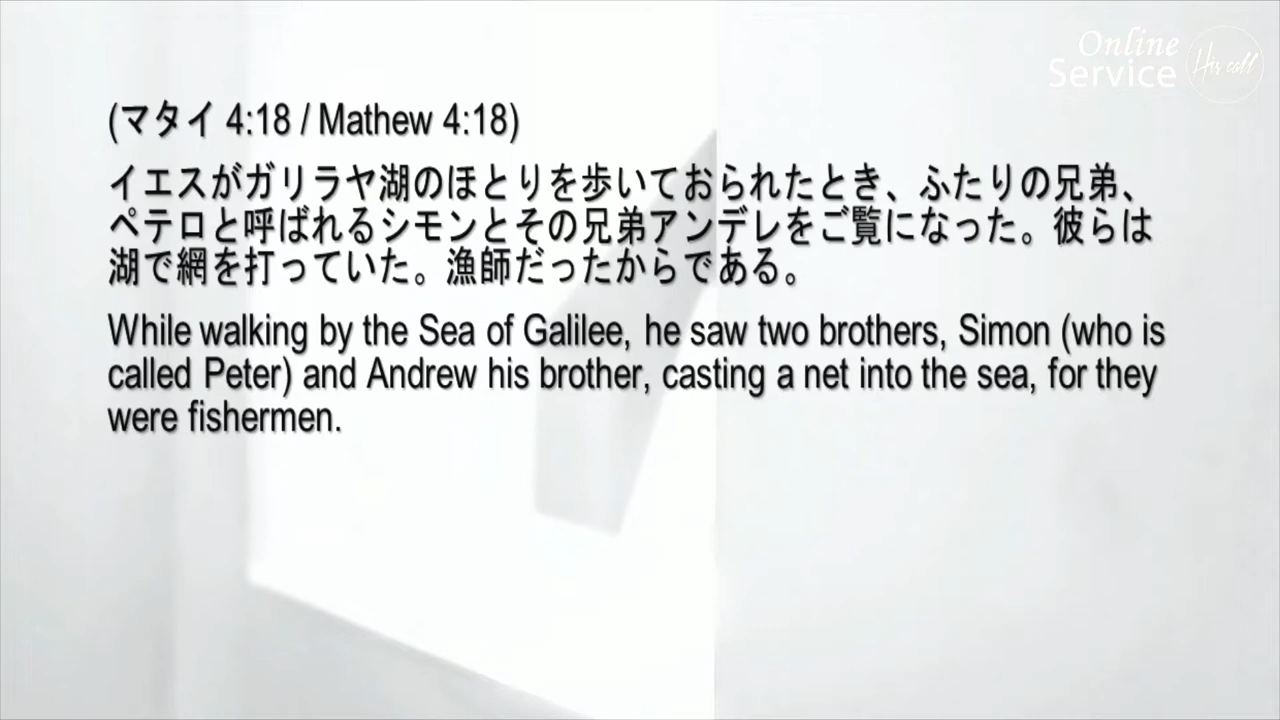 Online
Service
His call
(マタイ 4:18 / Mathew 4:18)
イエスがガリラヤ湖のほとりを歩いておられたとき、ふたりの兄弟、
ペテロと呼ばれるシモンとその兄弟アンデレをご覧になった。彼らは
湖で網を打っていた。漁師だったからである。
While walking by the Sea of Galilee, he saw two brothers, Simon (who is
called Peter) and Andrew his brother, casting a net into the sea, for they
were fishermen.